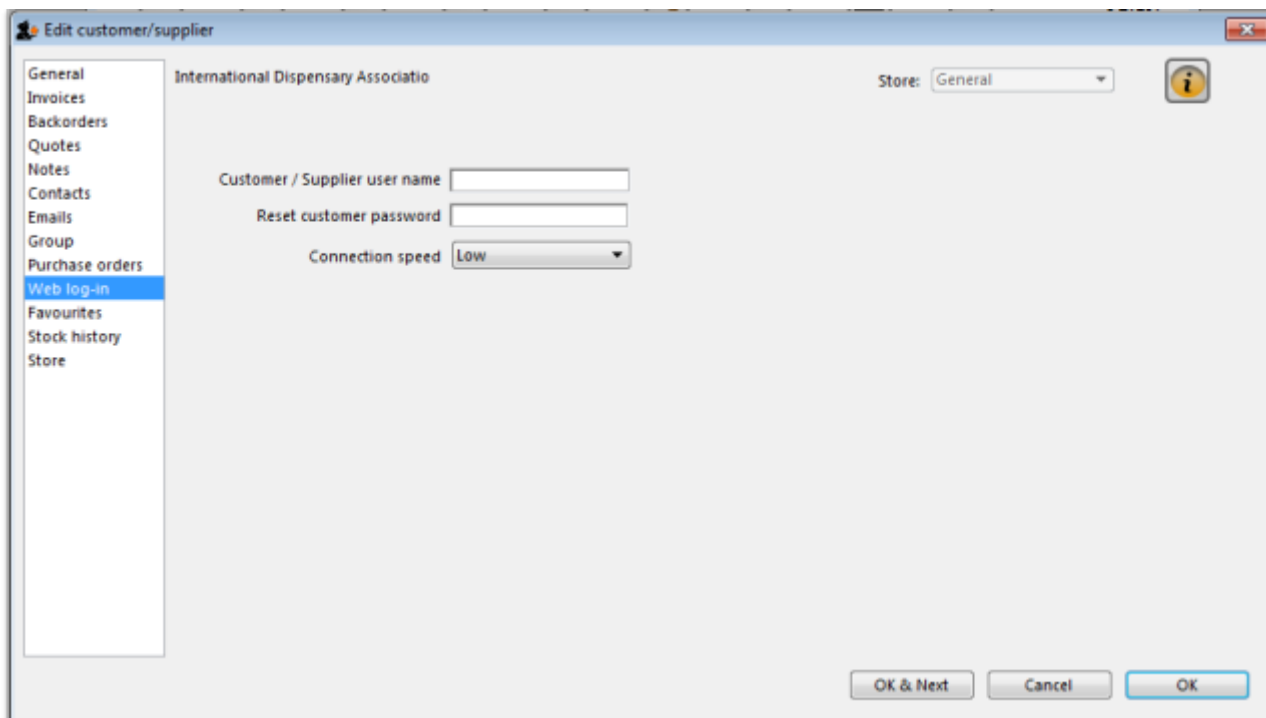 Edit customer/supplier
General
Invoices
Backorders
Quotes
Notes
Contacts
Emails
Group
Purchase orders
Web log-in
Favourites
Stock history
Store
International Dispensary Associatio
Store: General
Customer / Supplier user name
Reset customer password
Connection speed Low
OK & Next Cancel OK